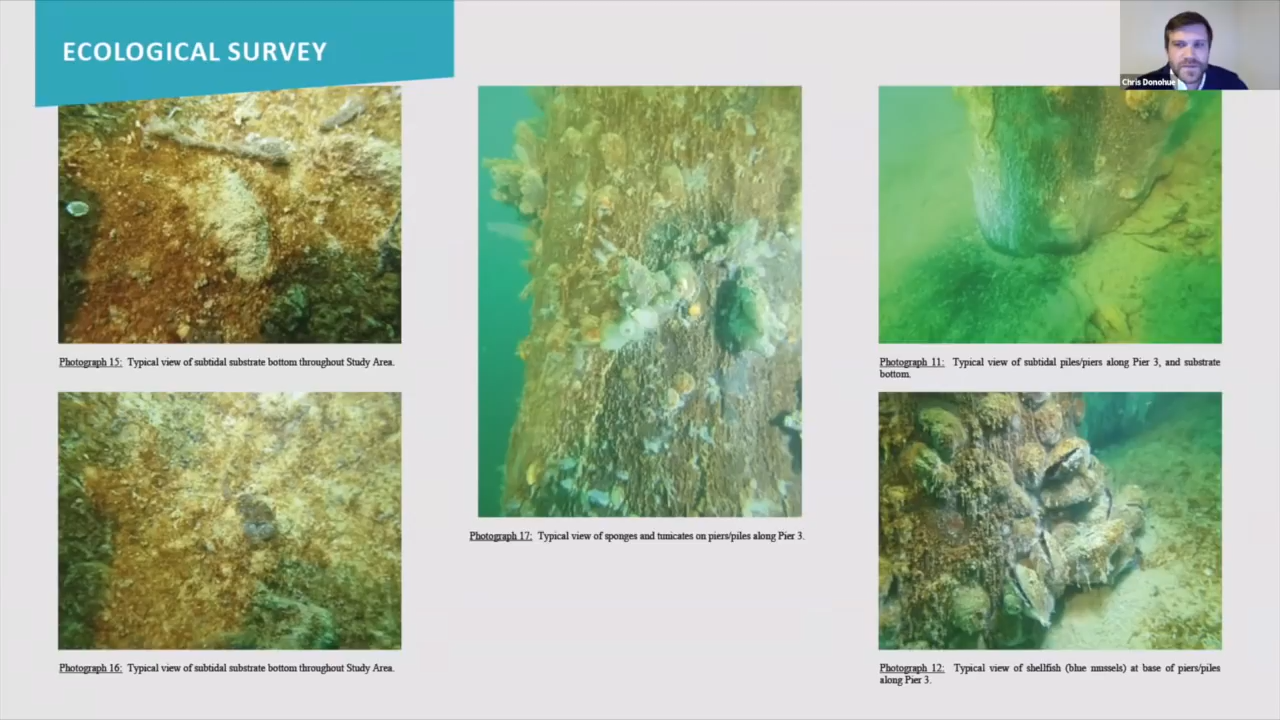 ECOLOGICAL SURVEY
Chris Donohue
Photograph 15: Typical view of subtidal substrate bottom throughout Study Area.
Photograph 11: Typical view of subtidal piles/piers along Pier 3, and substrate
bottom.
Photograph 17: Typical view of sponges and tunicates on piers/piles along Pier 3.
Photograph 16: Typical view of subtidal substrate bottom throughout Study Area.
Photograph 12: Typical view of shellfish (blue mussels) at base of piers/piles
along Pier 3.